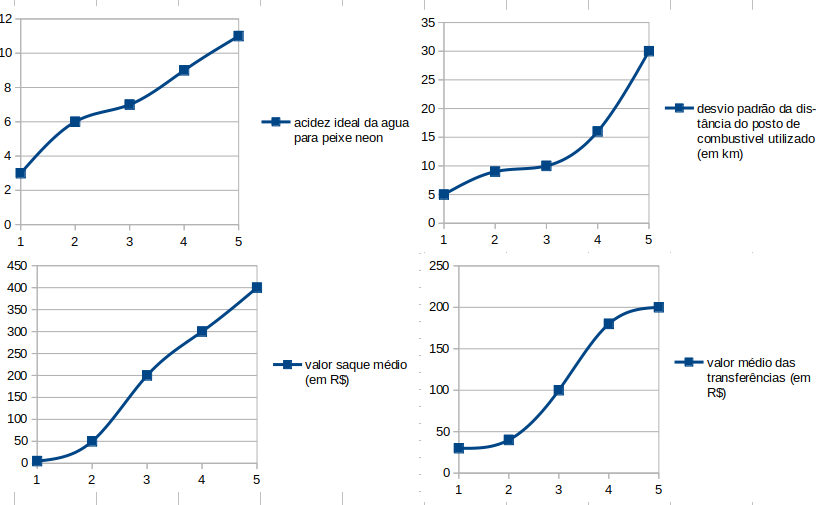 12
10
8
6
4
2
0
1 2 3 4 5
acidez ideal da agua
para peixe neon
35
30
25
20
15
10
5
0
1 2 3 4 5
desvio padrão da dis-
tância do posto de
combustivel utilizado
(em km)
450
400
350
300
250
200
150
100
50
0
1 2 3 4 5
valor saque médio
(em R$)
250
200
150
100
50
0
1 2 3 4 5
valor médio das
transferências (em
R$)